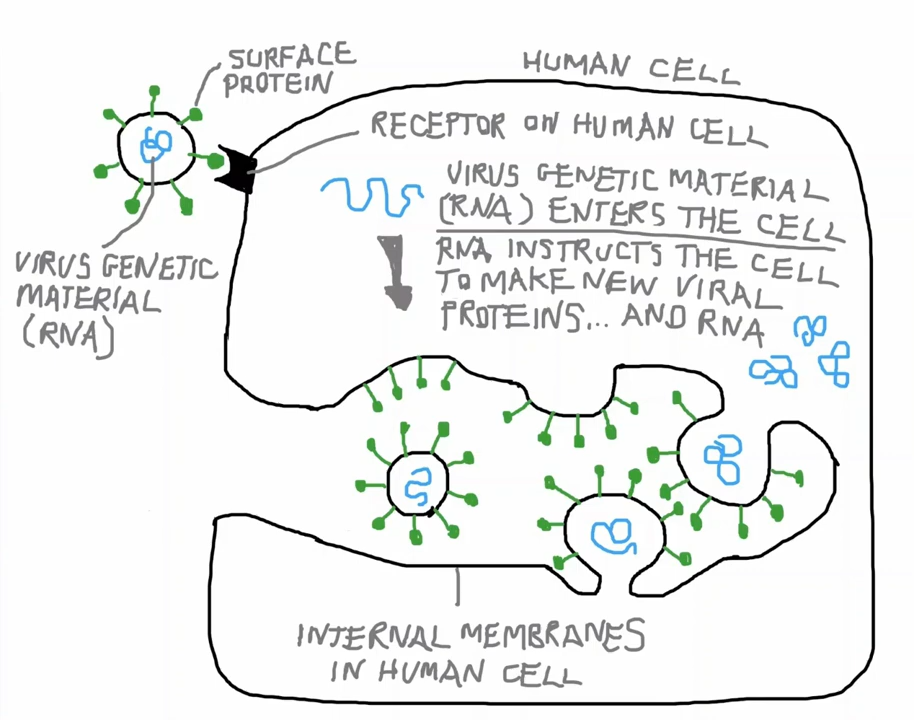 HUMAN CELL
SURFACE
PROTEIN
RECEPTOR ON HUMAN CELL
VIRUS GENETIC MATERIAL
(RNA) ENTERS THE CELL
RNA INSTRUCTS THE CELL
TO MAKE NEW VIRAL
PROTEINS... AND RNA
VIRUS GENETIC
MATERIAL
(RNA)
INTERNAL MEMBRANES
IN HUMAN CELL